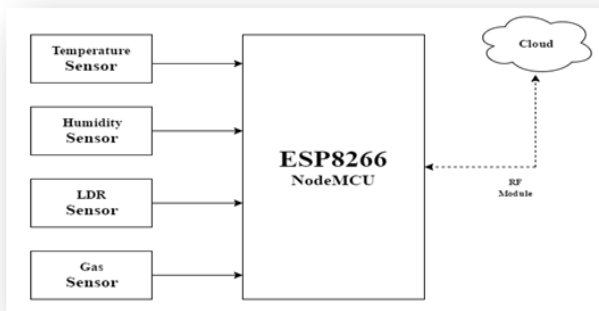 Temperature
Sensor
Humidity
Sensor
LDR
Sensor
Gas
Sensor
ESP8266
NodeMCU
Cloud
RF
Module